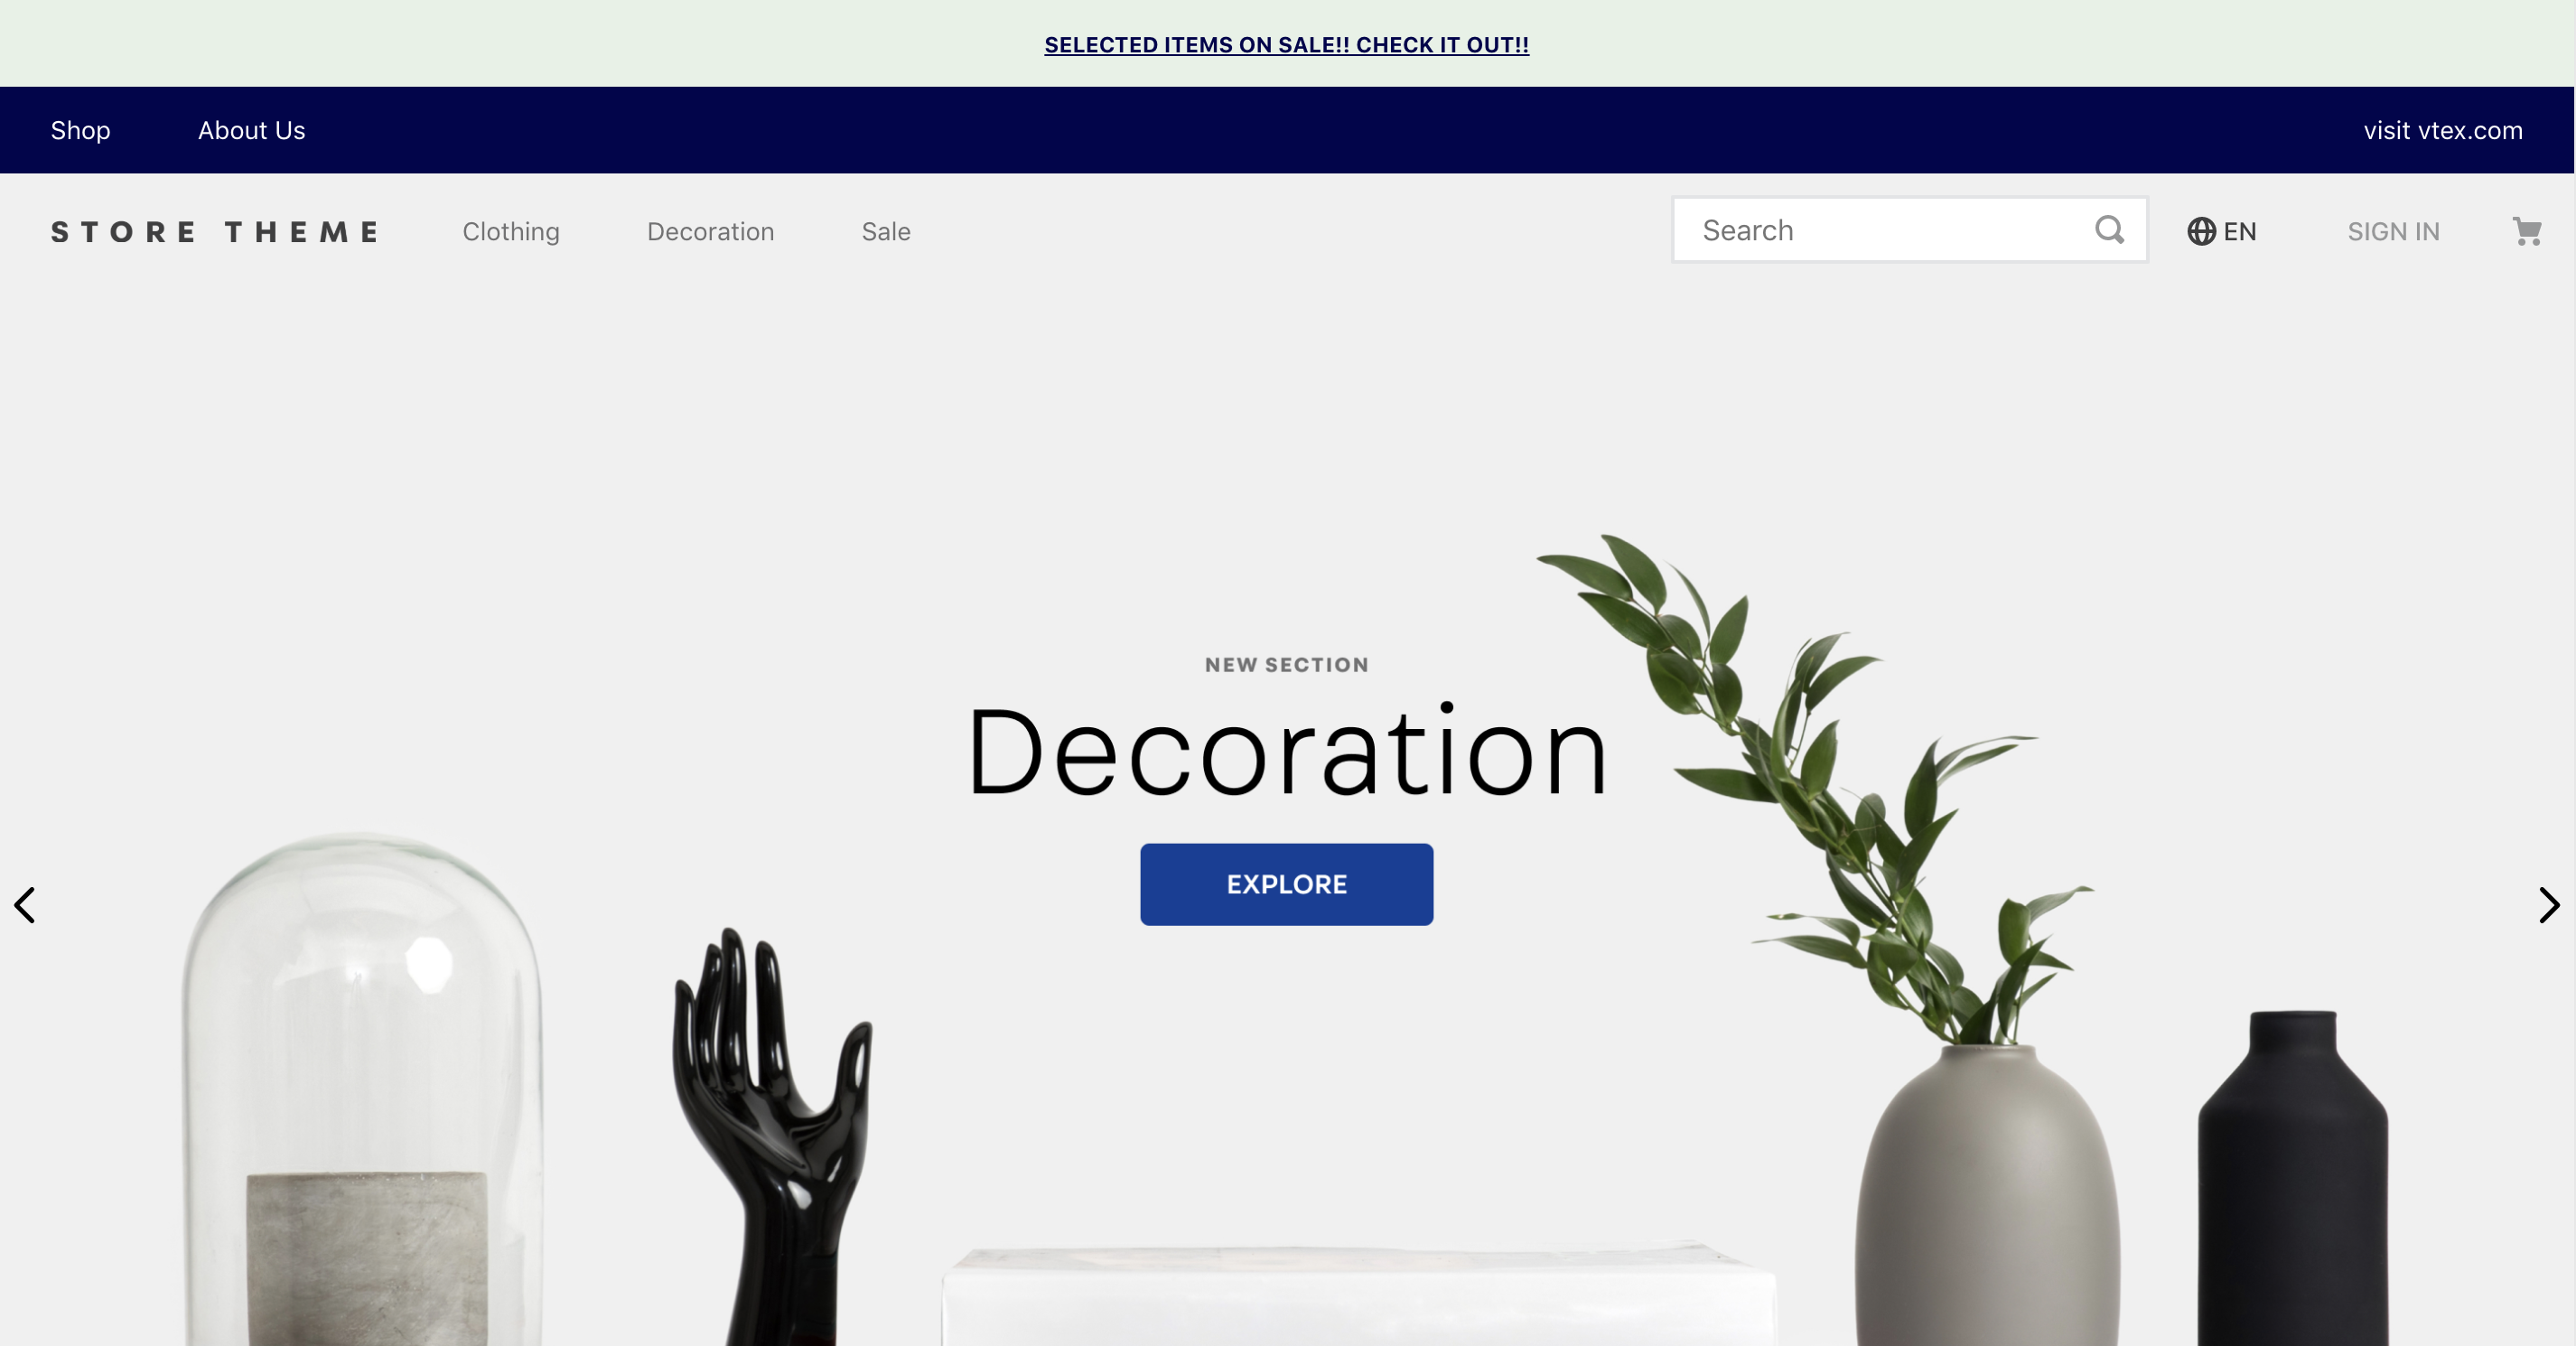 SELECTED ITEMS ON SALE!! CHECK IT OUT!!
Shop About Us visit vtex.com
STORE THEME Clothing Decoration Sale Search EN SIGN IN
NEW SECTION
Decoration
EXPLORE